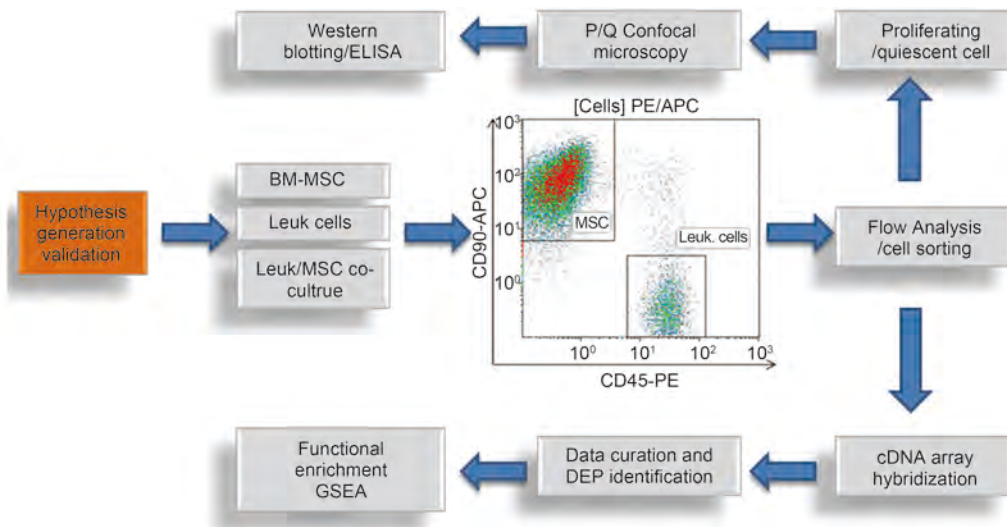 Western
blotting/ELISA
P/Q Confocal
microscopy
Proliferating
/quiescent cell
Hypothesis
generation
validation
BM-MSC
Leuk cells
Leuk/MSC co-
cultrue
[Cells] PE/APC
CD90-APC
10³
10²
10¹
10⁰
MSC
Leuk. cells
10⁰
10¹
10²
10³
CD45-PE
Flow Analysis
/cell sorting
Functional
enrichment
GSEA
Data curation and
DEP identification
cDNA array
hybridization